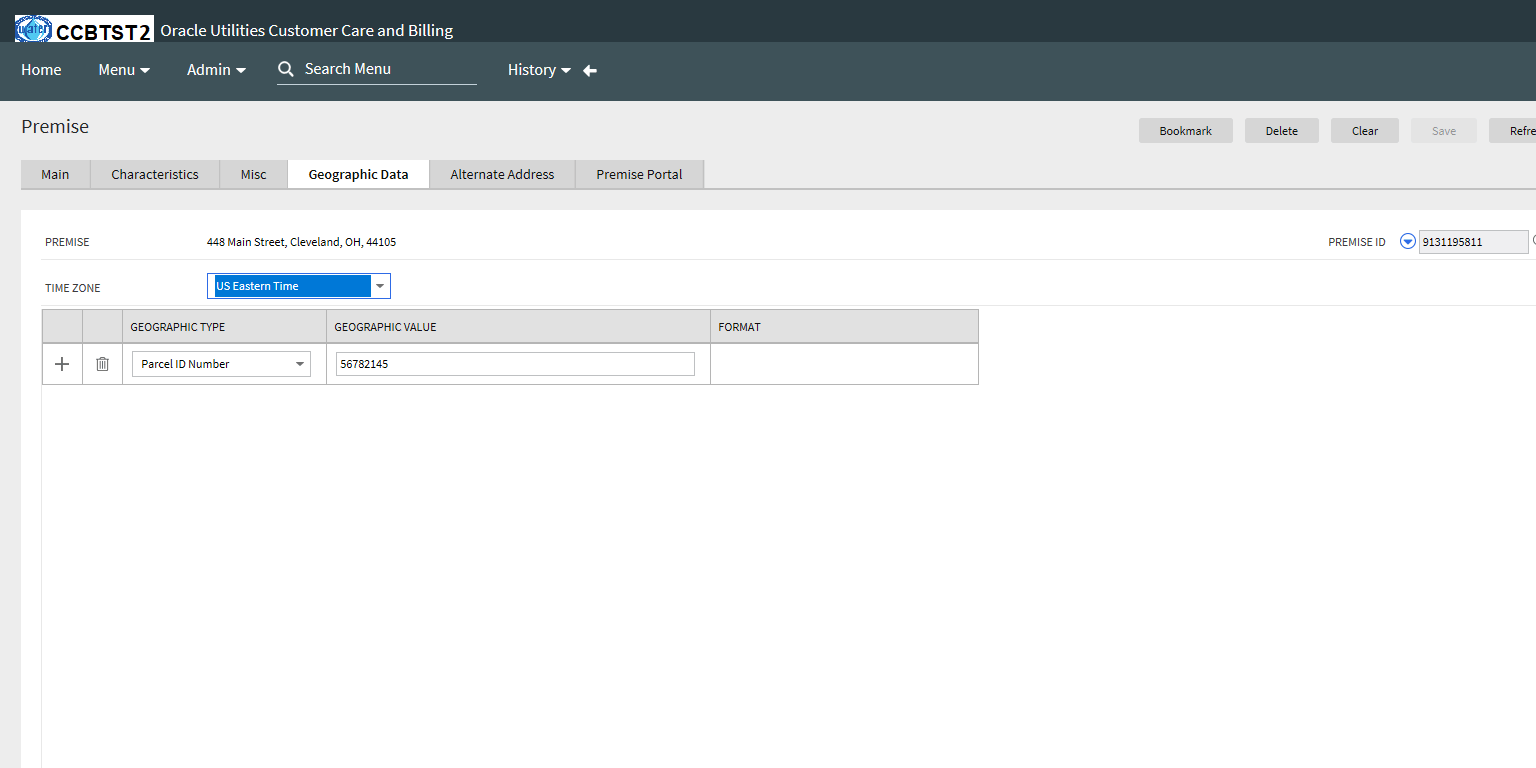 water CCBTST2 Oracle Utilities Customer Care and Billing
Home Menu Admin Search Menu History
Premise
Bookmark Delete Clear Save Refre
Main Characteristics Misc Geographic Data Alternate Address Premise Portal
PREMISE 448 Main Street, Cleveland, OH, 44105 PREMISE ID 9131195811
TIME ZONE US Eastern Time
GEOGRAPHIC TYPE GEOGRAPHIC VALUE FORMAT
Parcel ID Number 56782145